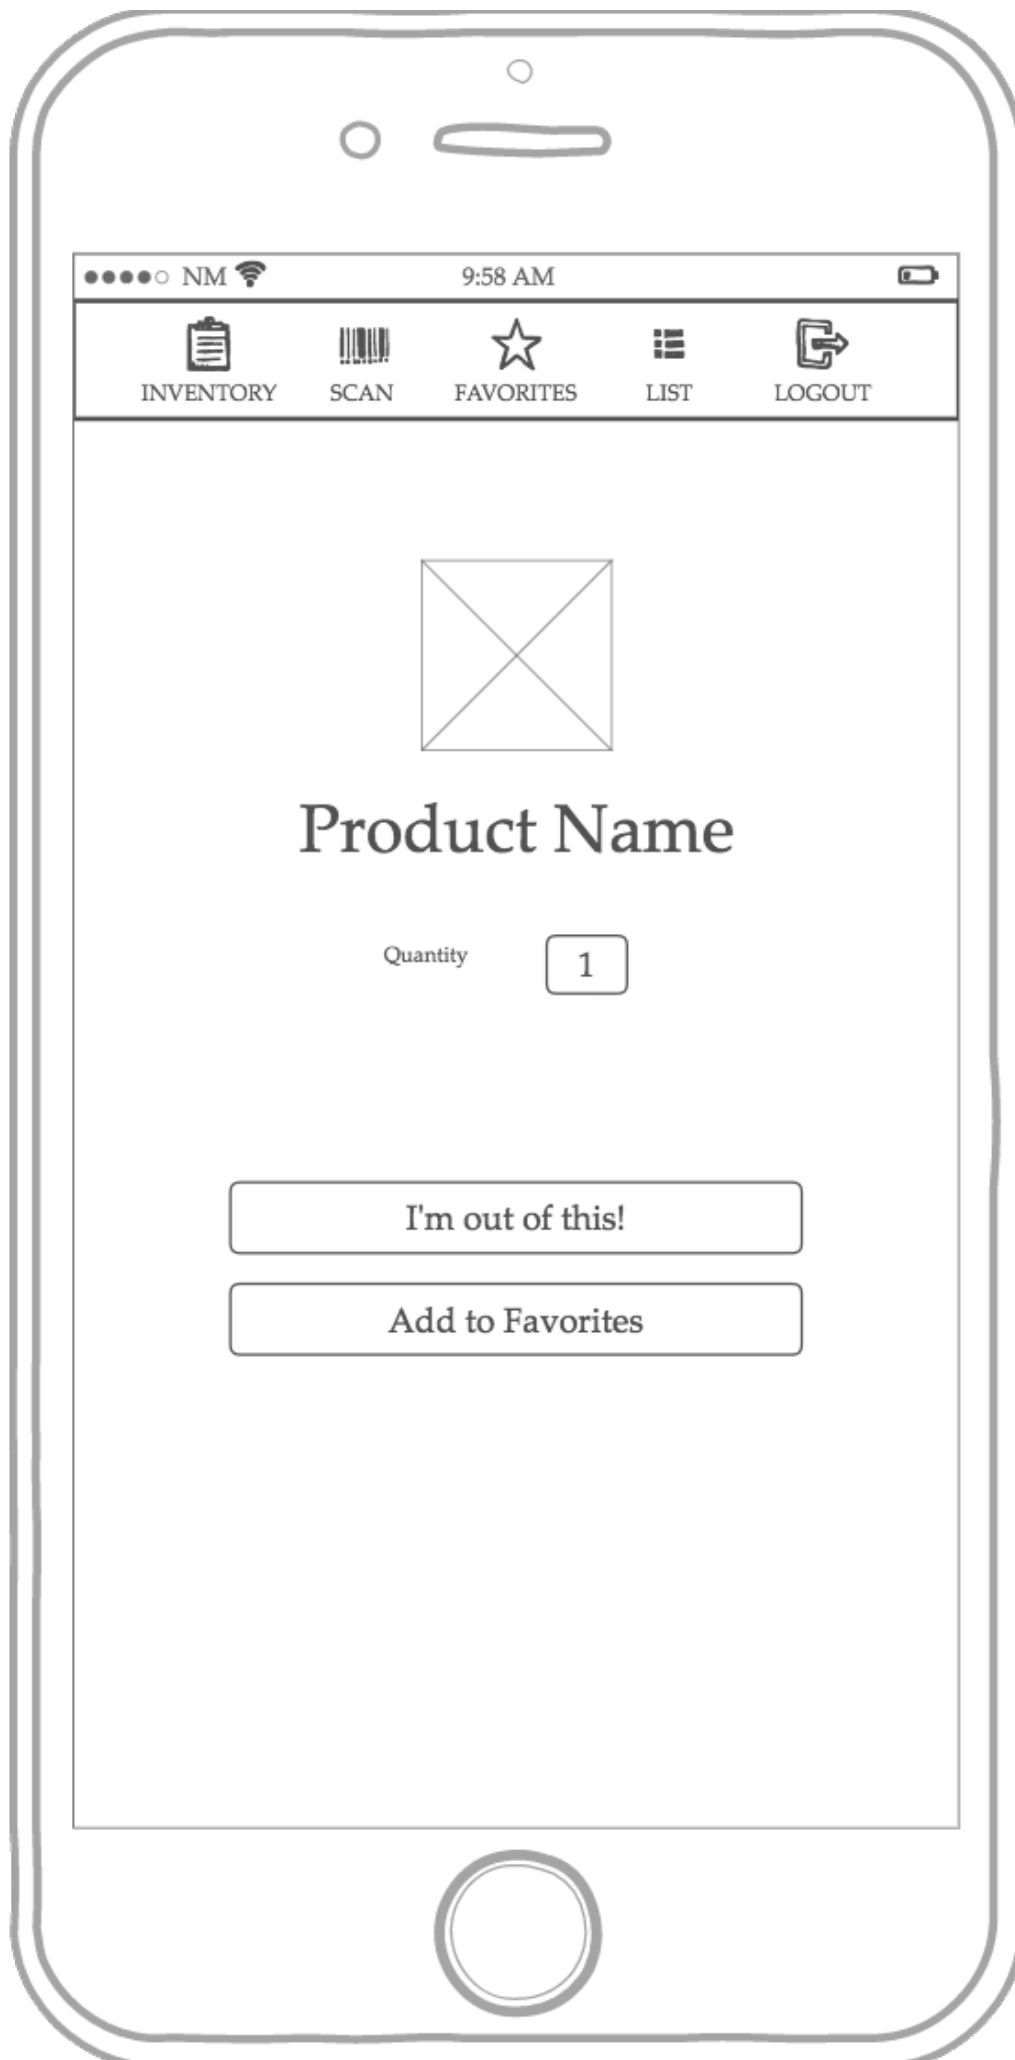 NM 9:58 AM
INVENTORY SCAN FAVORITES LIST LOGOUT
Product Name
Quantity 1
I'm out of this!
Add to Favorites